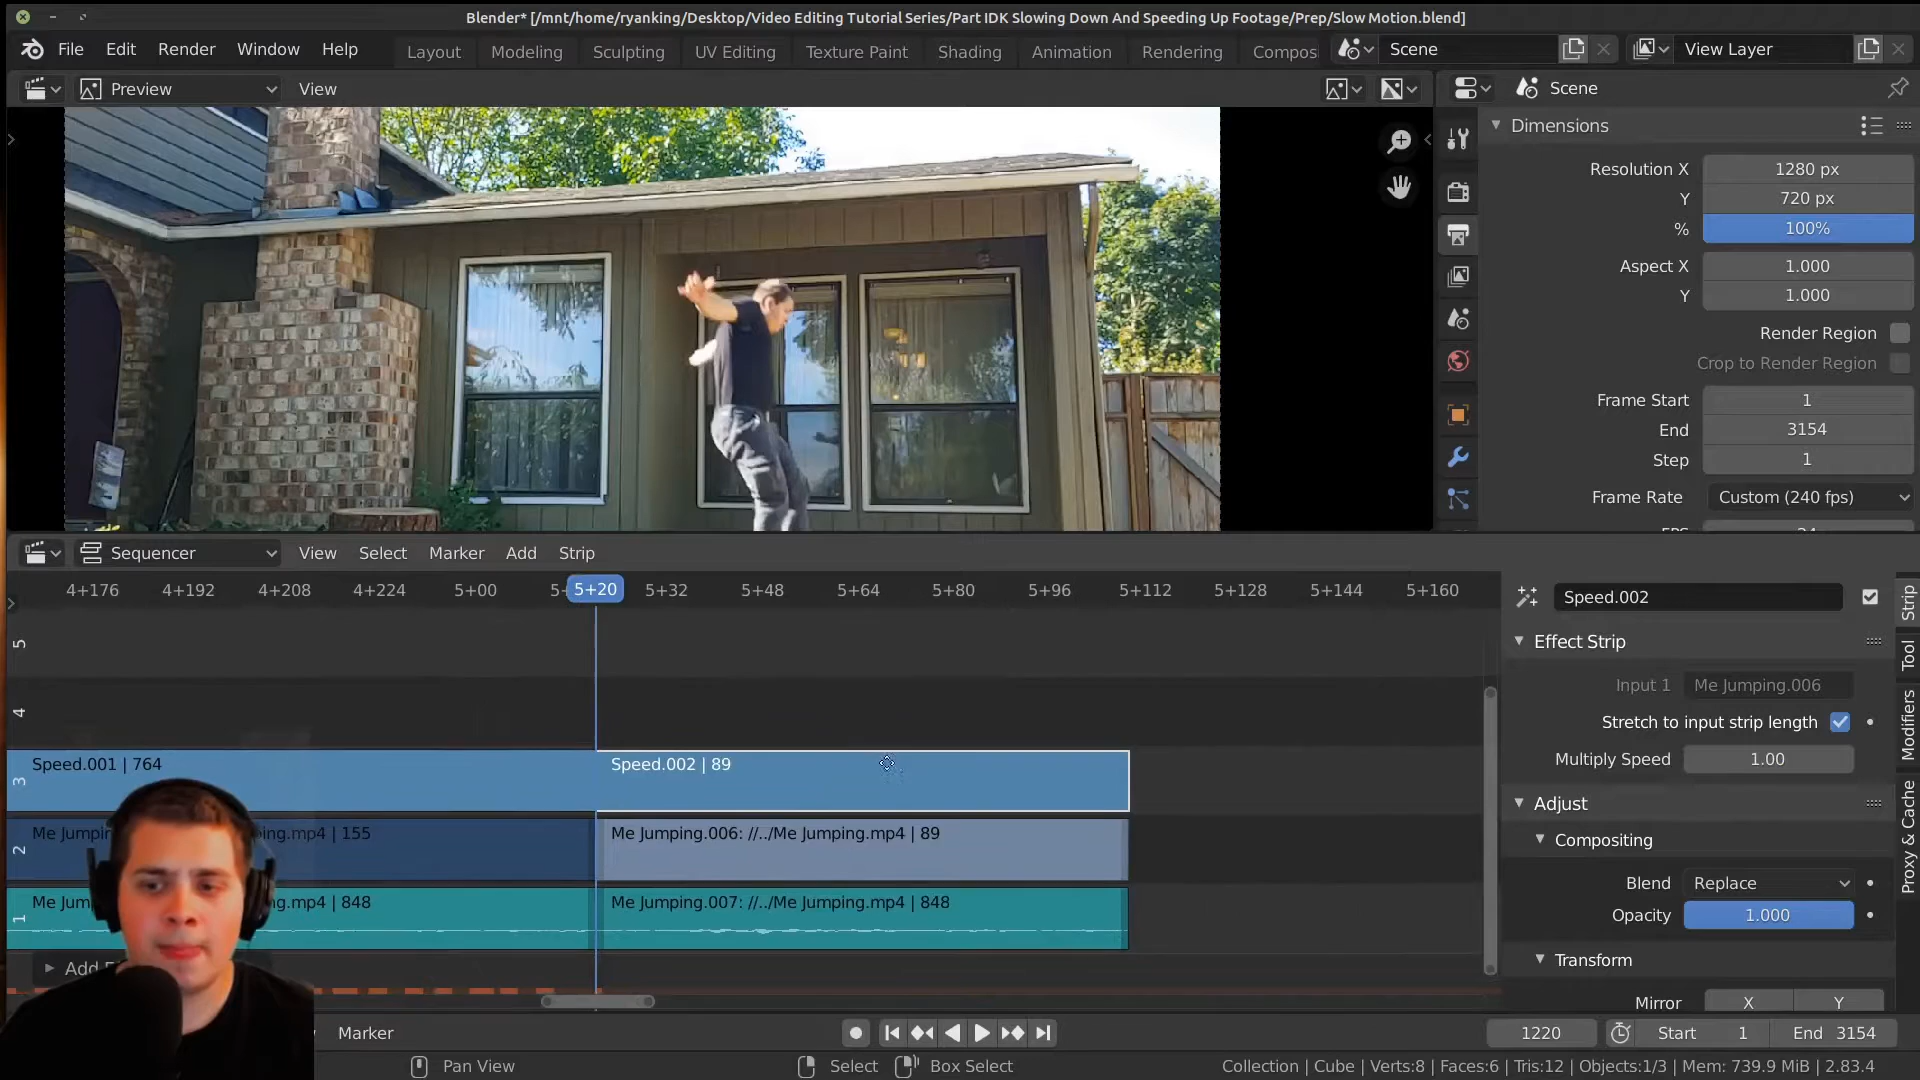 Blender* [/mnt/home/ryanking/Desktop/Video Editing Tutorial Series/Part IDK Slowing Down And Speeding Up Footage/Prep/Slow Motion.blend]
File Edit Render Window Help Layout Modeling Sculpting UV Editing Texture Paint Shading Animation Rendering Compos Scene View Layer
Preview View Scene
Dimensions
Resolution X 1280 px
Y 720 px
% 100%
Aspect X 1.000
Y 1.000
Render Region
Crop to Render Region
Frame Start 1
End 3154
Step 1
Frame Rate Custom (240 fps)
Sequencer View Select Marker Add Strip
4+176 4+192 4+208 4+224 5+00 5+20 5+32 5+48 5+64 5+80 5+96 5+112 5+128 5+144 5+160
5
4
3
2
1
Speed.001 | 764 Speed.002 | 89
Me Jumpin ing.mp4 | 155 Me Jumping.006: //../Me Jumping.mp4 | 89
Me Jum ing.mp4 | 848 Me Jumping.007: //../Me Jumping.mp4 | 848
Add
Speed.002
Effect Strip
Input 1 Me Jumping.006
Stretch to input strip length
Multiply Speed 1.00
Adjust
Compositing
Blend Replace
Opacity 1.000
Transform
Mirror X Y
Strip
Tool
Modifiers
Proxy & Cache
Marker 1220 Start 1 End 3154
Pan View Select Box Select Collection | Cube | Verts:8 | Faces:6 | Tris:12 | Objects:1/3 | Mem: 739.9 MiB | 2.83.4